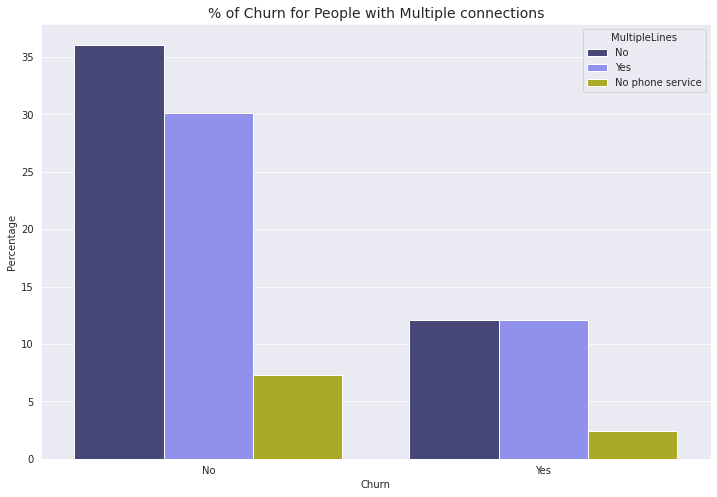 % of Churn for People with Multiple connections
MultipleLines
No
Yes
No phone service
Percentage
35
30
25
20
15
10
5
0
No
Yes
Churn